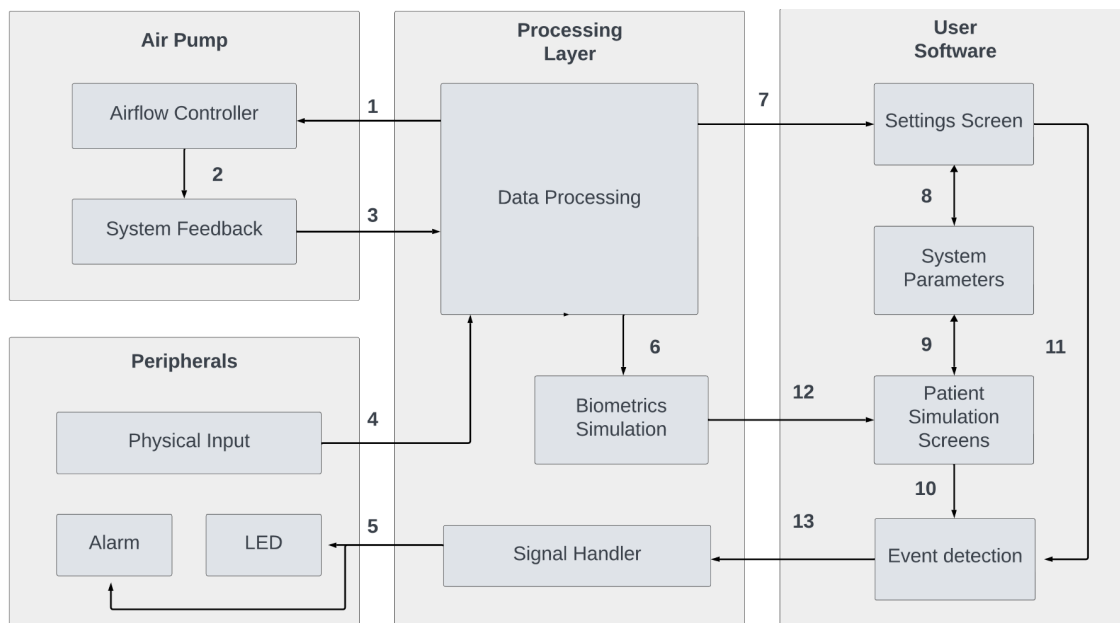 Air Pump
Airflow Controller
2
System Feedback
1
3
Peripherals
Physical Input
Alarm
LED
4
5
Processing
Layer
Data Processing
6
Biometrics
Simulation
Signal Handler
7
12
13
User
Software
Settings Screen
8
System
Parameters
9
11
Patient
Simulation
Screens
10
Event detection